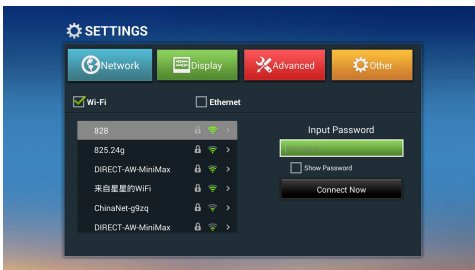 SETTINGS
Network
Display
Advanced
Other
Wi-Fi
Ethernet
828
825.24g
DIRECT-AW-MiniMax
来自星星的WiFi
ChinaNet-g9zq
DIRECT-AW-MiniMax
Input Password
Show Password
Connect Now